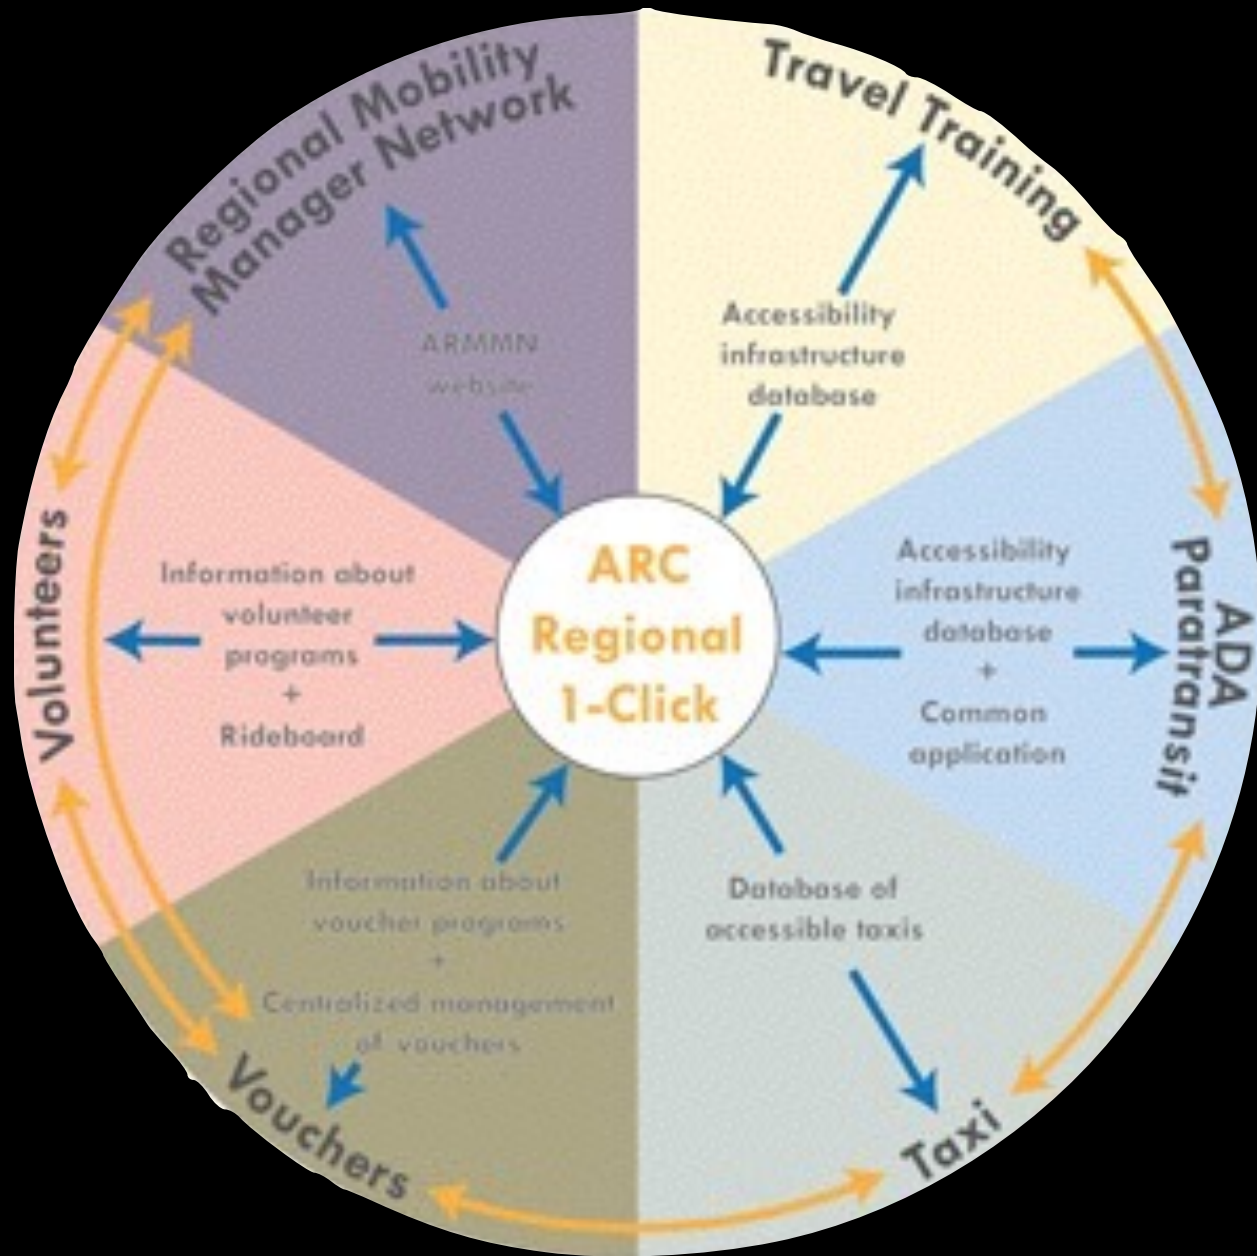 Regional Mobility
Manager Network
ARMMN
website
Travel Training
Accessibility
infrastructure
database
ADA
Paratransit
Accessibility
infrastructure
database
+
Common
application
Taxi
Database of
accessible taxis
Vouchers
Information about
voucher programs
+
Centralized management
of vouchers
Volunteers
Information about
volunteer
programs
+
Rideboard
ARC
Regional
1-Click